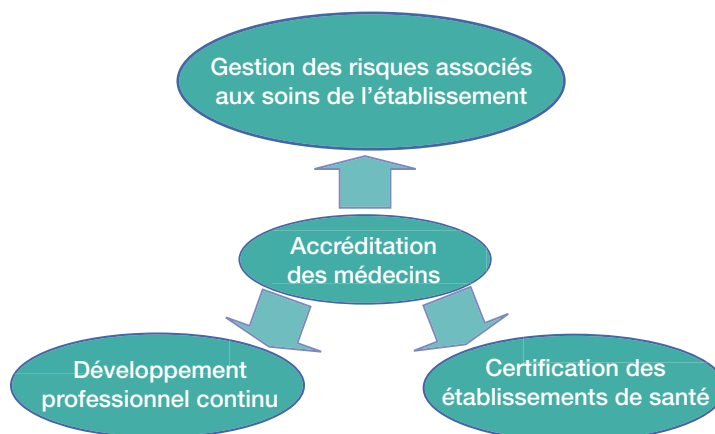 Gestion des risques associés
aux soins de l’établissement
Accréditation
des médecins
Développement
professionnel continu
Certification des
établissements de santé